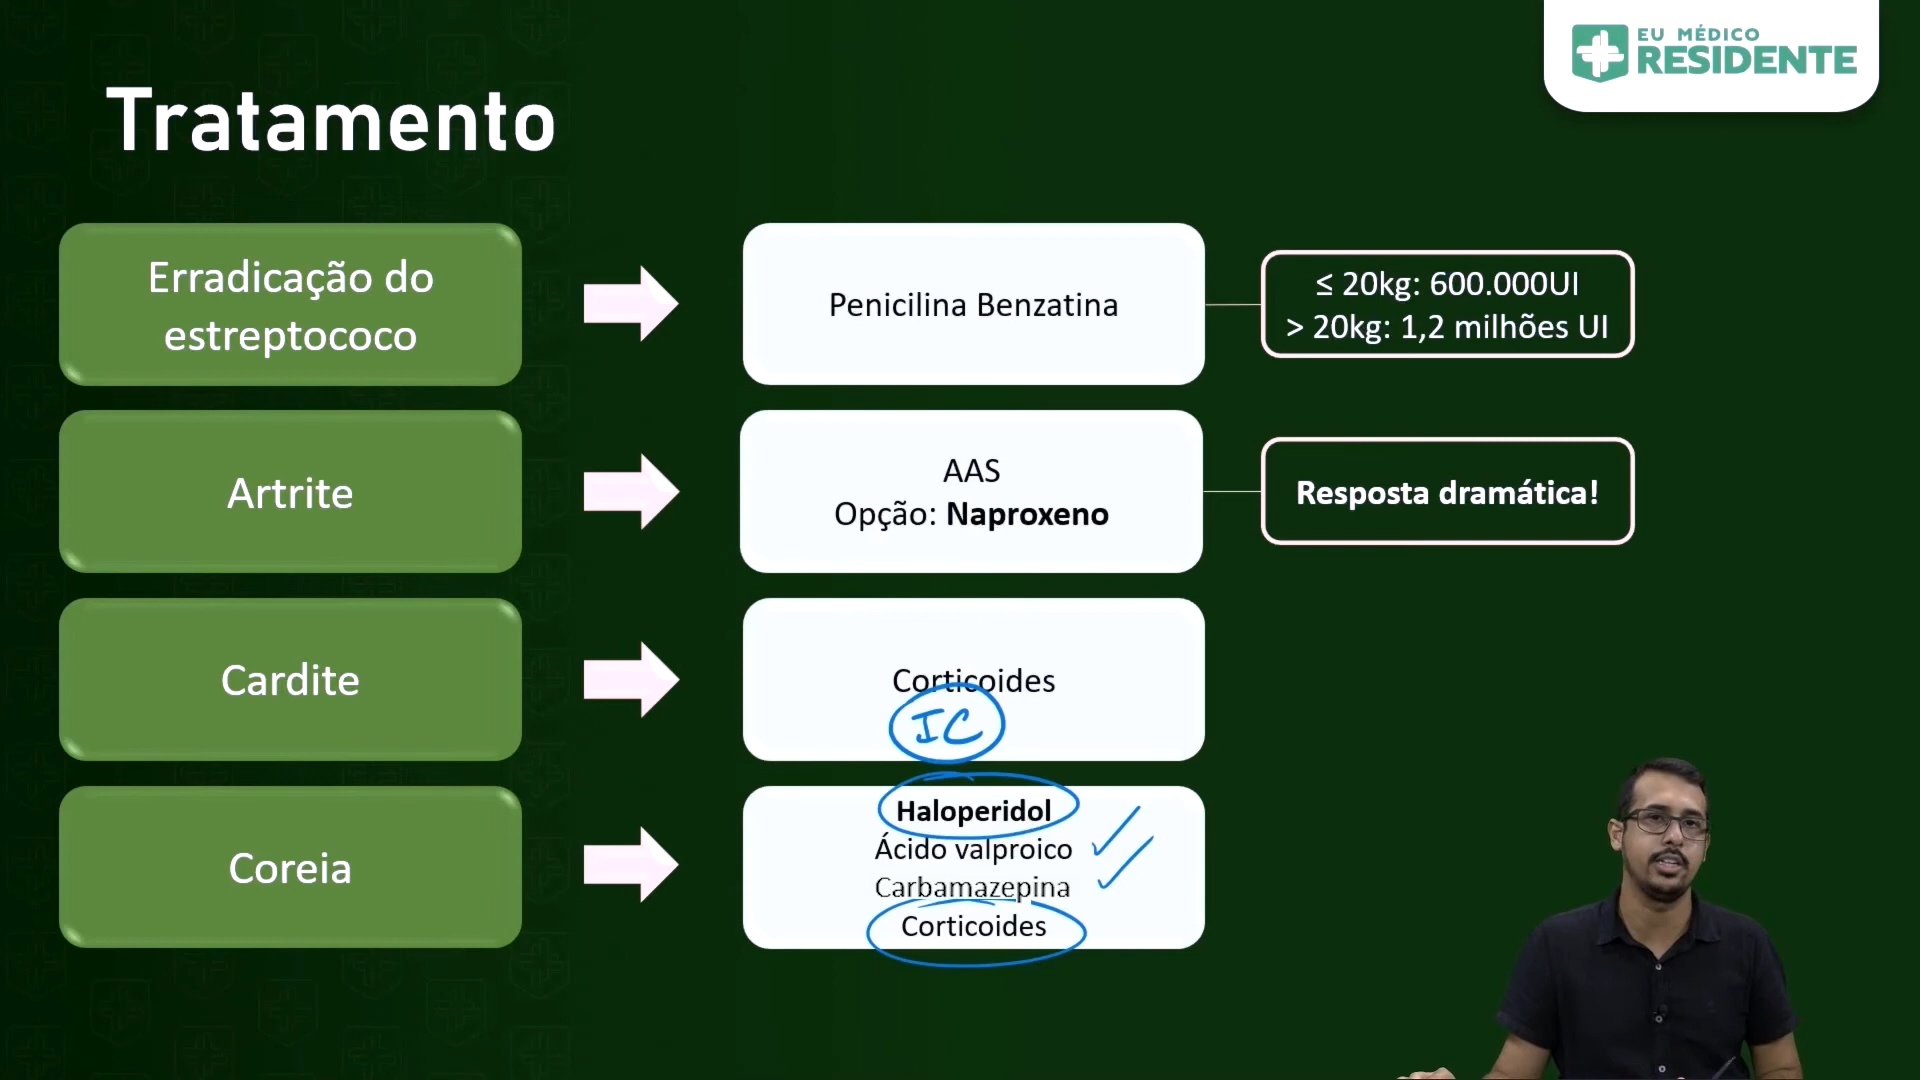 EU MÉDICO
RESIDENTE
Tratamento
Erradicação do
estreptococo
Penicilina Benzatina
≤ 20kg: 600.000UI
> 20kg: 1,2 milhões UI
Artrite
AAS
Opção: Naproxeno
Resposta dramática!
Cardite
Corticoides
IC
Coreia
Haloperidol
Ácido valproico
Carbamazepina
Corticoides